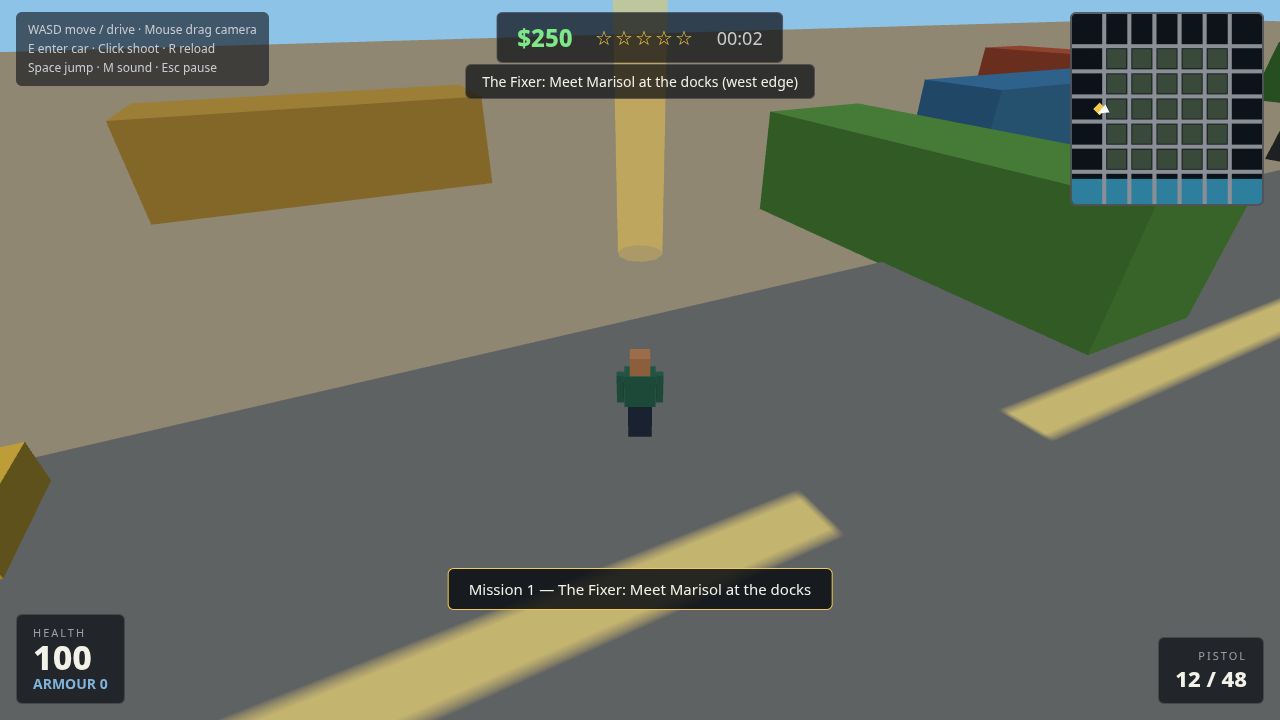 WASD move / drive · Mouse drag camera
E enter car · Click shoot · R reload
Space jump · M sound · Esc pause
$250 ☆☆☆☆☆ 00:02
The Fixer: Meet Marisol at the docks (west edge)
Mission 1 — The Fixer: Meet Marisol at the docks
HEALTH
100
ARMOUR 0
PISTOL
12 / 48